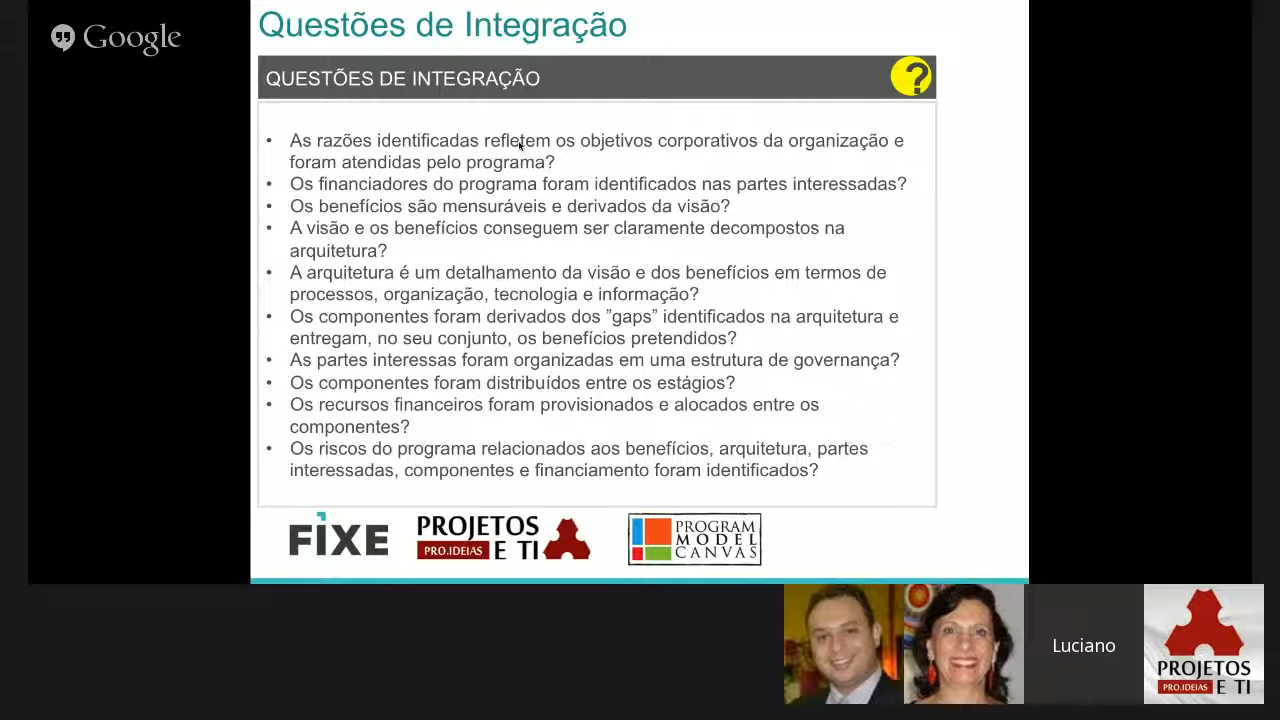 Google
Questões de Integração
QUESTÕES DE INTEGRAÇÃO
?
• As razões identificadas refletem os objetivos corporativos da organização e
foram atendidas pelo programa?
• Os financiadores do programa foram identificados nas partes interessadas?
• Os benefícios são mensuráveis e derivados da visão?
• A visão e os benefícios conseguem ser claramente decompostos na
arquitetura?
• A arquitetura é um detalhamento da visão e dos benefícios em termos de
processos, organização, tecnologia e informação?
• Os componentes foram derivados dos ”gaps” identificados na arquitetura e
entregam, no seu conjunto, os benefícios pretendidos?
• As partes interessas foram organizadas em uma estrutura de governança?
• Os componentes foram distribuídos entre os estágios?
• Os recursos financeiros foram provisionados e alocados entre os
componentes?
• Os riscos do programa relacionados aos benefícios, arquitetura, partes
interessadas, componentes e financiamento foram identificados?
FIXE
PROJETOS
PRO.IDEIAS E TI
PROGRAM
MODEL
CANVAS
Luciano
PROJETOS
PRO.IDEIAS E TI